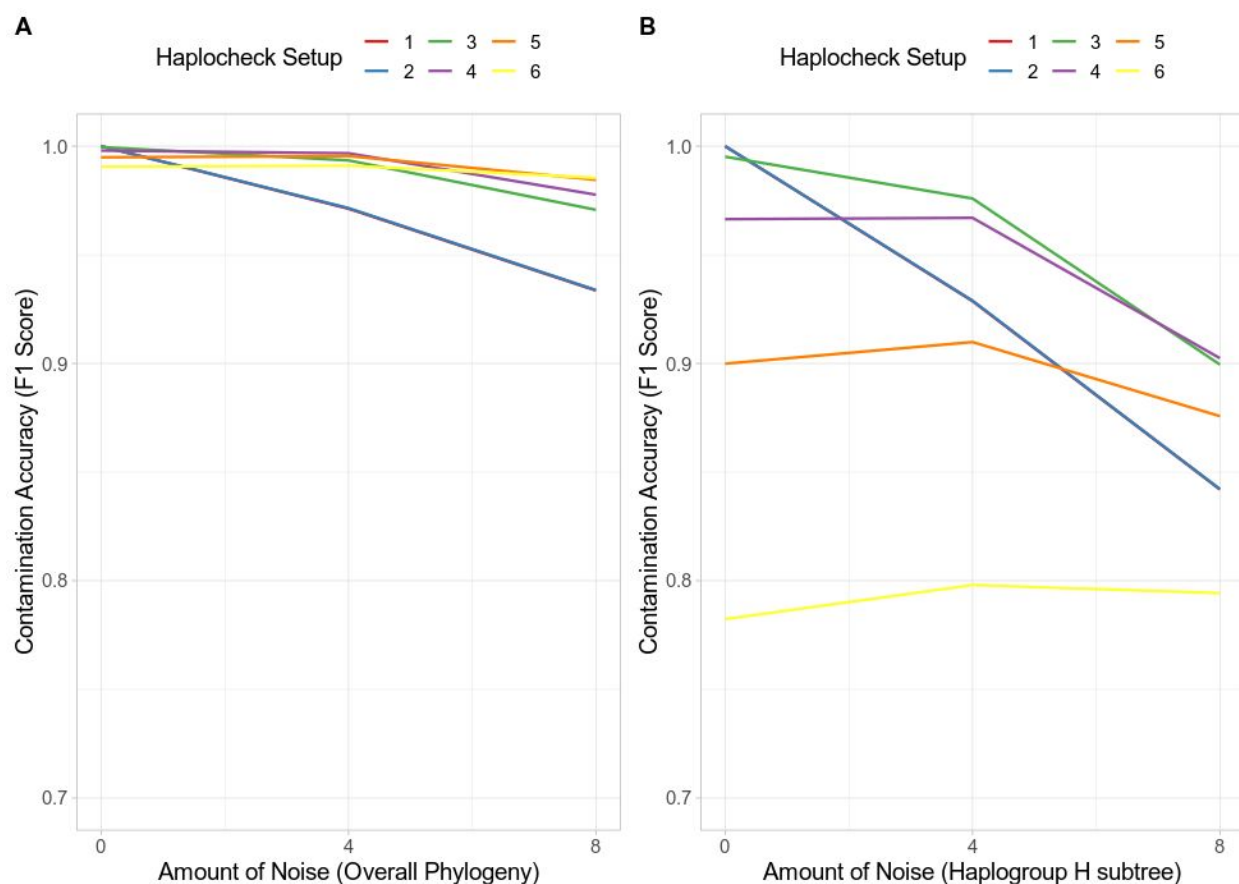 A
Haplocheck Setup
1 3 5
2 4 6
Contamination Accuracy (F1 Score)
1.0
0.9
0.8
0.7
0 4 8
Amount of Noise (Overall Phylogeny)
B
Haplocheck Setup
1 3 5
2 4 6
Contamination Accuracy (F1 Score)
1.0
0.9
0.8
0.7
0 4 8
Amount of Noise (Haplogroup H subtree)